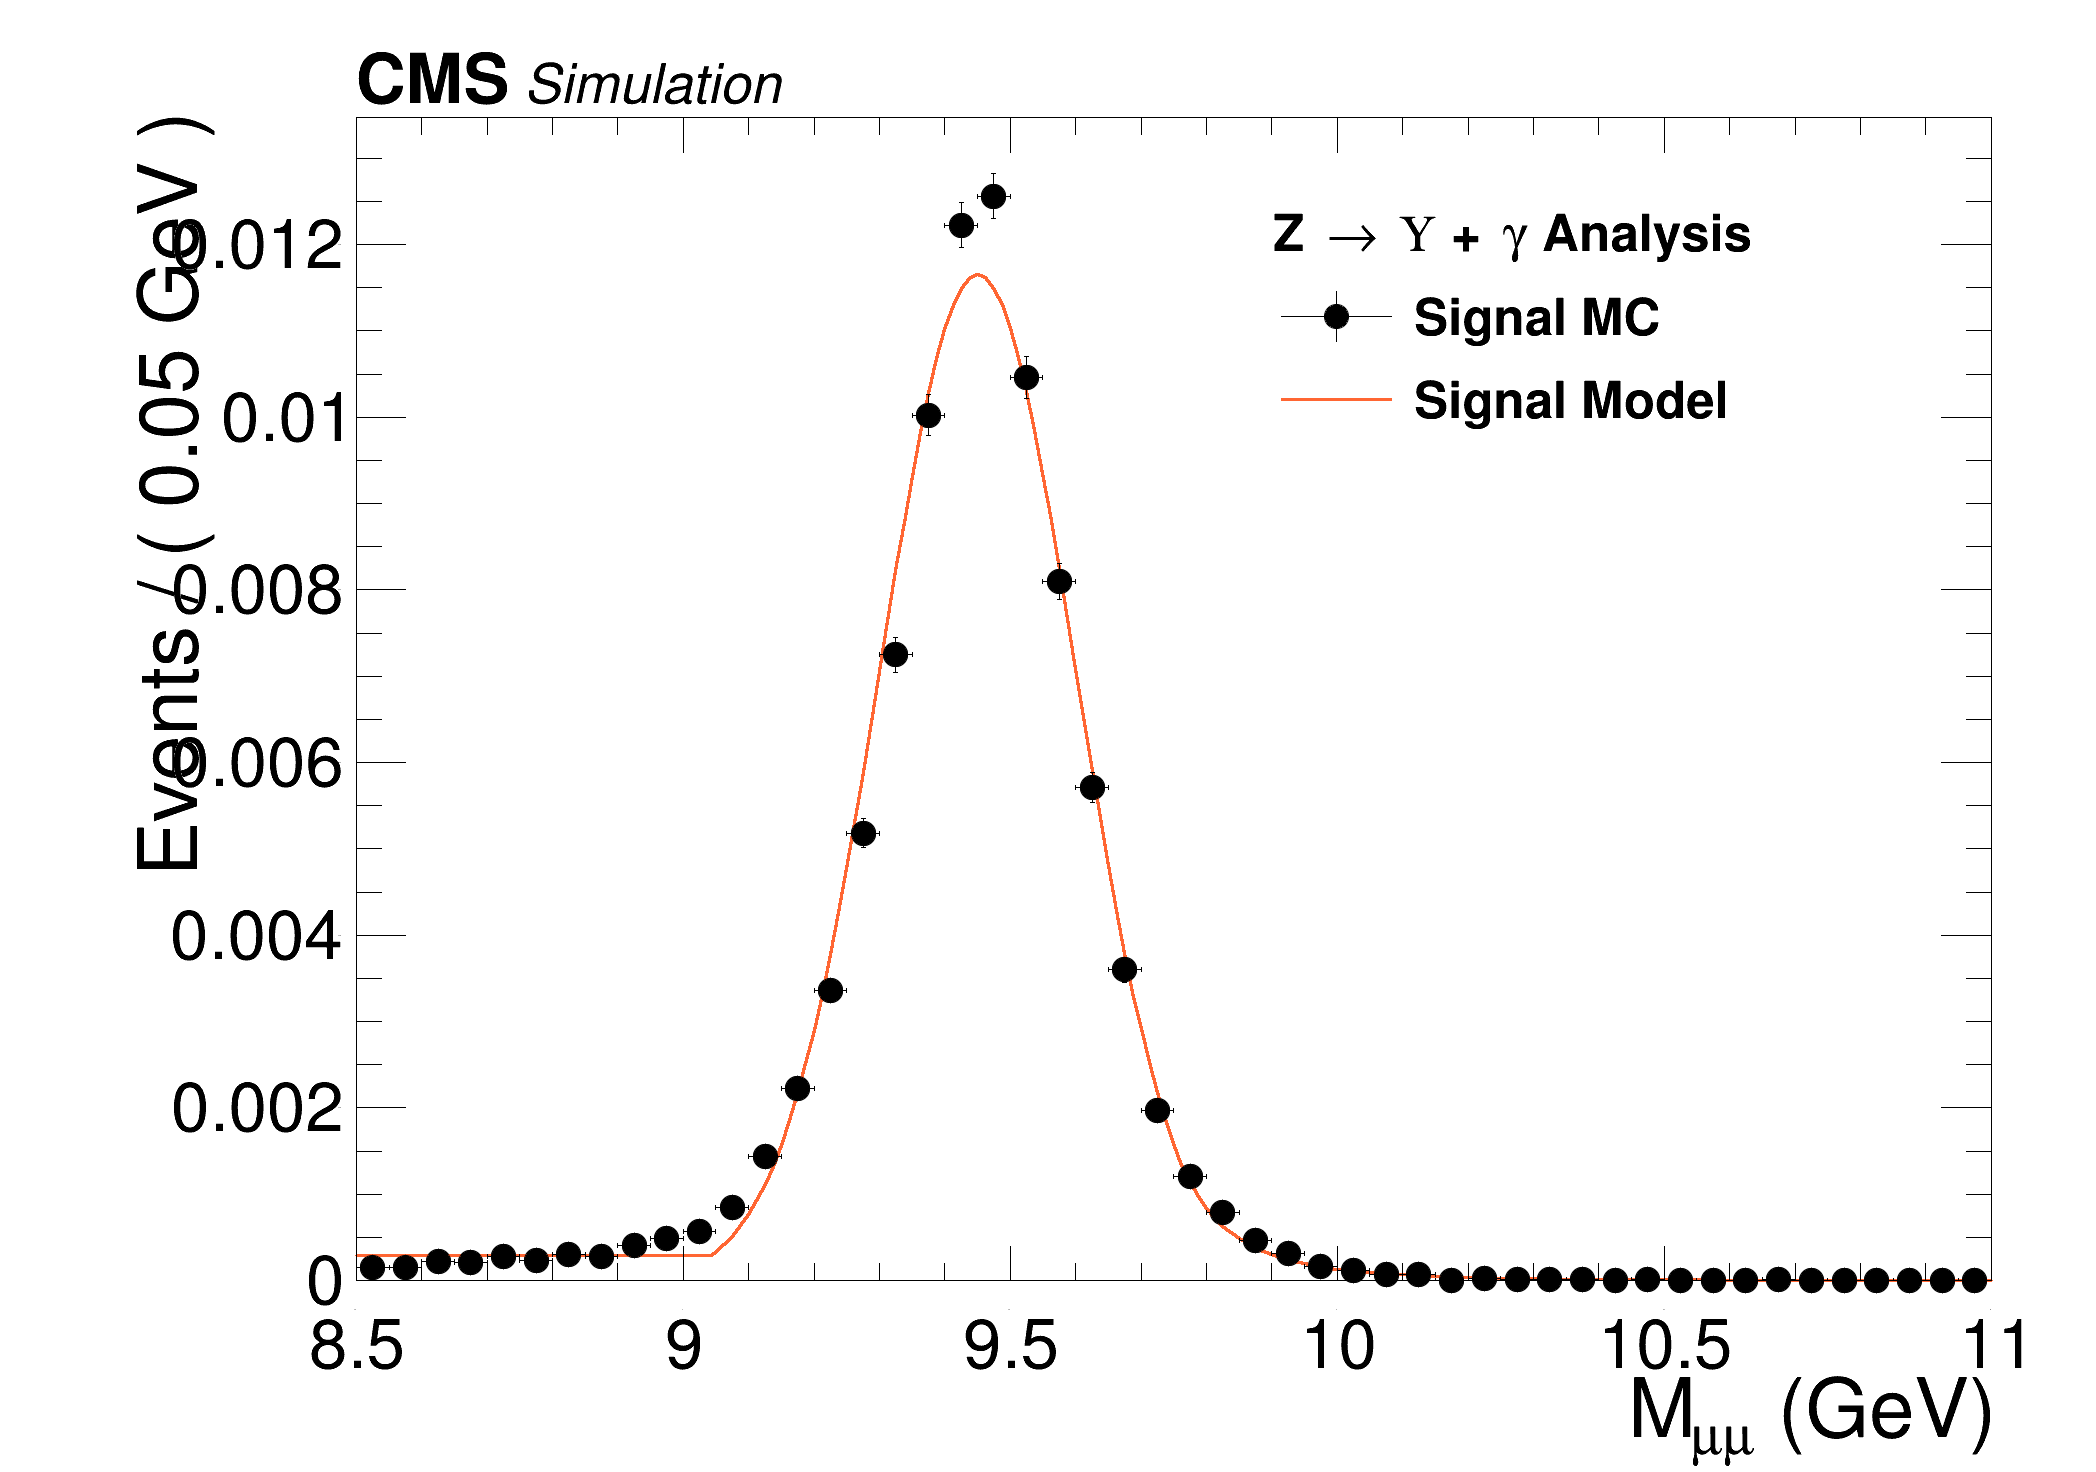 CMS Simulation
Events / ( 0.05 GeV )
0.012
0.01
0.008
0.006
0.004
0.002
0
Z → Υ + γ Analysis
Signal MC
Signal Model
8.5 9 9.5 10 10.5 11
Mμμ (GeV)